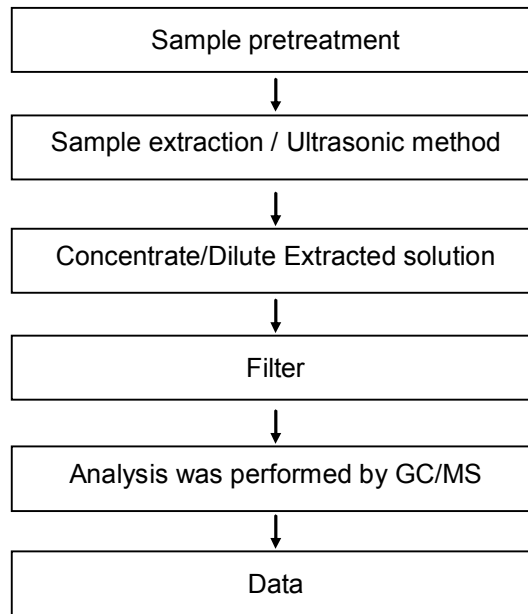 Sample pretreatment
Sample extraction / Ultrasonic method
Concentrate/Dilute Extracted solution
Filter
Analysis was performed by GC/MS
Data